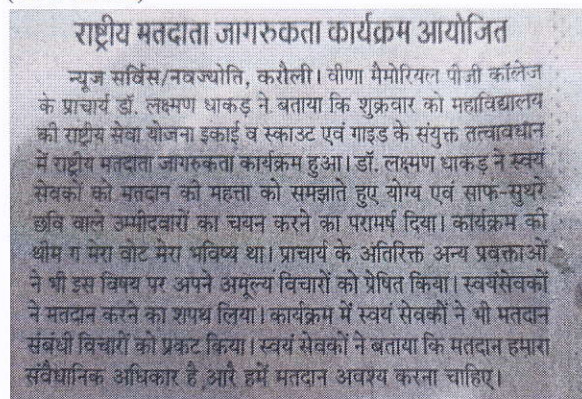 राष्ट्रीय मतदाता जागरुकता कार्यक्रम आयोजित
न्यूज सर्विस/नवज्योति, करौली। वीणा मैमोरियल पीजी कॉलेज
के प्राचार्य डॉ. लक्ष्मण धाकड़ ने बताया कि शुक्रवार को महाविद्यालय
की राष्ट्रीय सेवा योजना इकाई व स्काउट एवं गाइड के संयुक्त तत्वावधान
में राष्ट्रीय मतदाता जागरुकता कार्यक्रम हुआ। डॉ. लक्ष्मण धाकड़ ने स्वयं
सेवकों को मतदान की महत्ता को समझाते हुए योग्य एवं साफ-सुथरे
छवि वाले उम्मीदवारों का चयन करने का परामर्ष दिया। कार्यक्रम की
थीम ग मेरा वोट मेरा भविष्य था। प्राचार्य के अतिरिक्त अन्य प्रवक्ताओं
ने भी इस विषय पर अपने अमूल्य विचारों को प्रेषित किया। स्वयंसेवकों
ने मतदान करने का शपथ लिया। कार्यक्रम में स्वयं सेवकों ने भी मतदान
संबंधी विचारों को प्रकट किया। स्वयं सेवकों ने बताया कि मतदान हमारा
संवैधानिक अधिकार है आरै हमें मतदान अवश्य करना चाहिए।